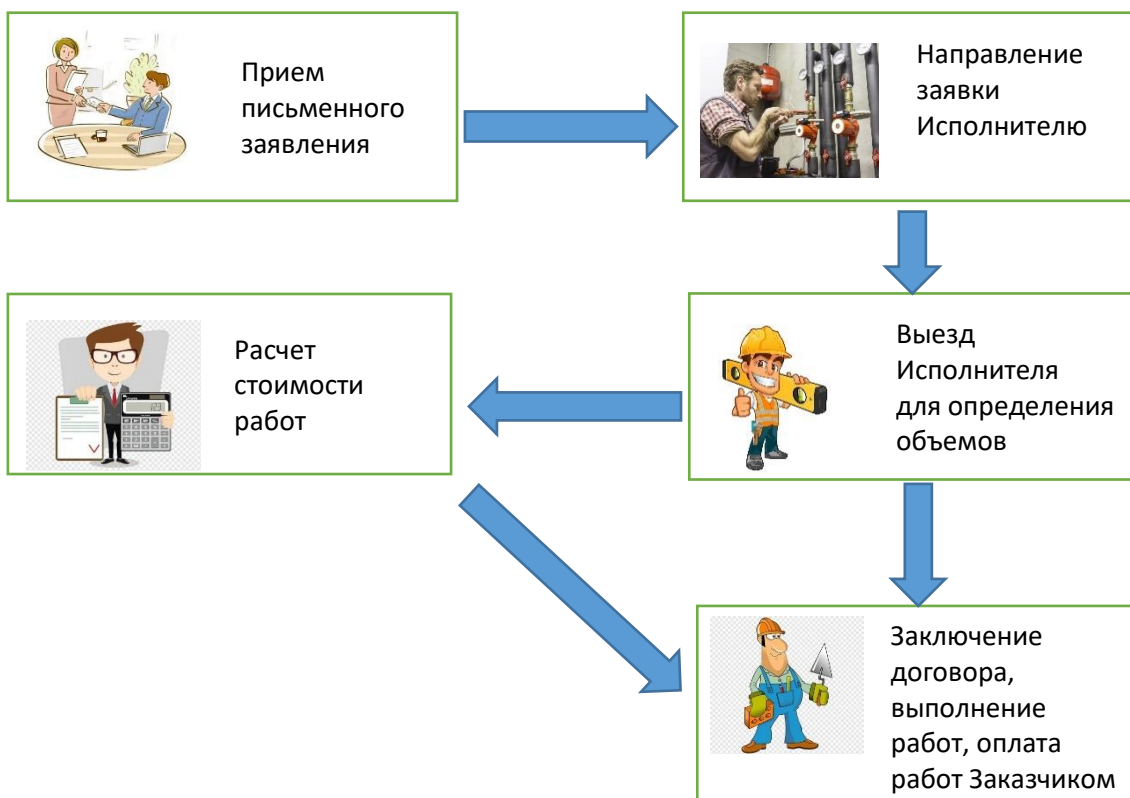 Прием
письменного
заявления
Направление
заявки
Исполнителю
Выезд
Исполнителя
для определения
объемов
Расчет
стоимости
работ
Заключение
договора,
выполнение
работ, оплата
работ Заказчиком